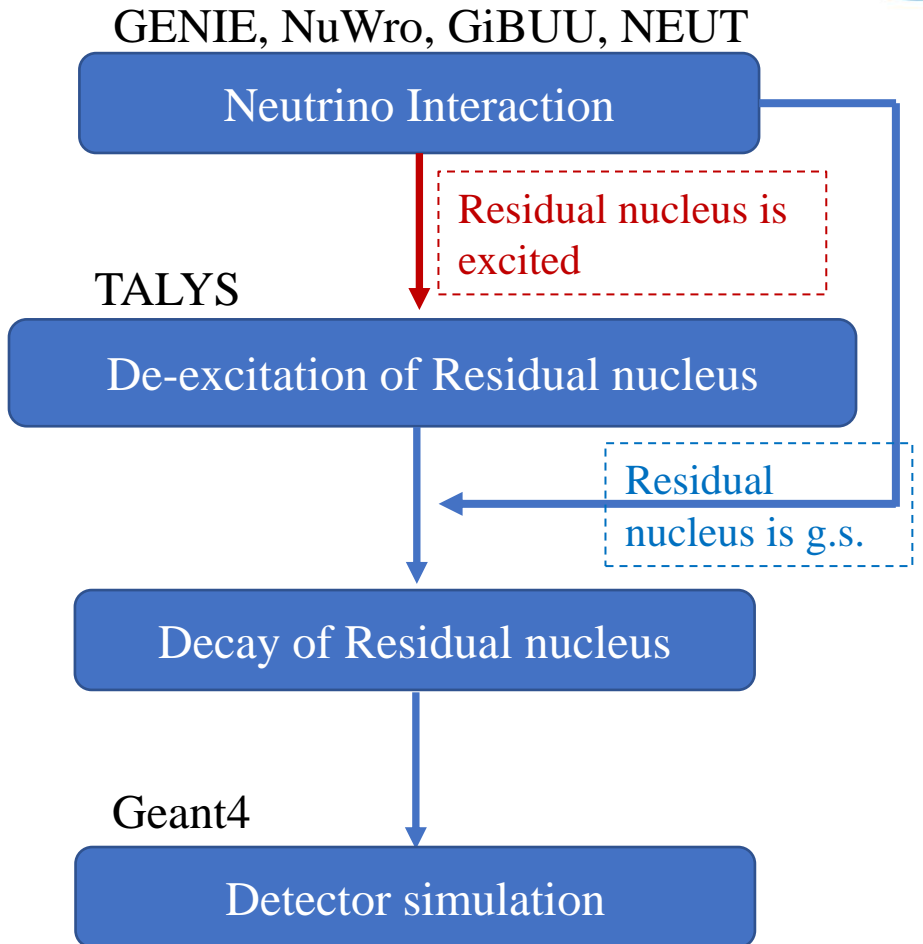 GENIE, NuWro, GiBUU, NEUT
Neutrino Interaction
Residual nucleus is
excited
TALYS
De-excitation of Residual nucleus
Residual
nucleus is g.s.
Decay of Residual nucleus
Geant4
Detector simulation